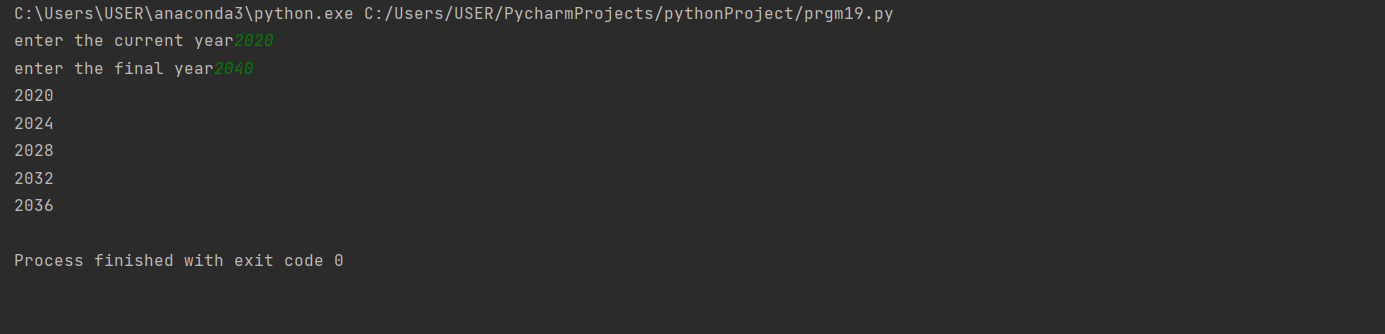 C:\Users\USER\anaconda3\python.exe C:/Users/USER/PycharmProjects/pythonProject/prgm19.py
enter the current year2020
enter the final year2040
2020
2024
2028
2032
2036
Process finished with exit code 0